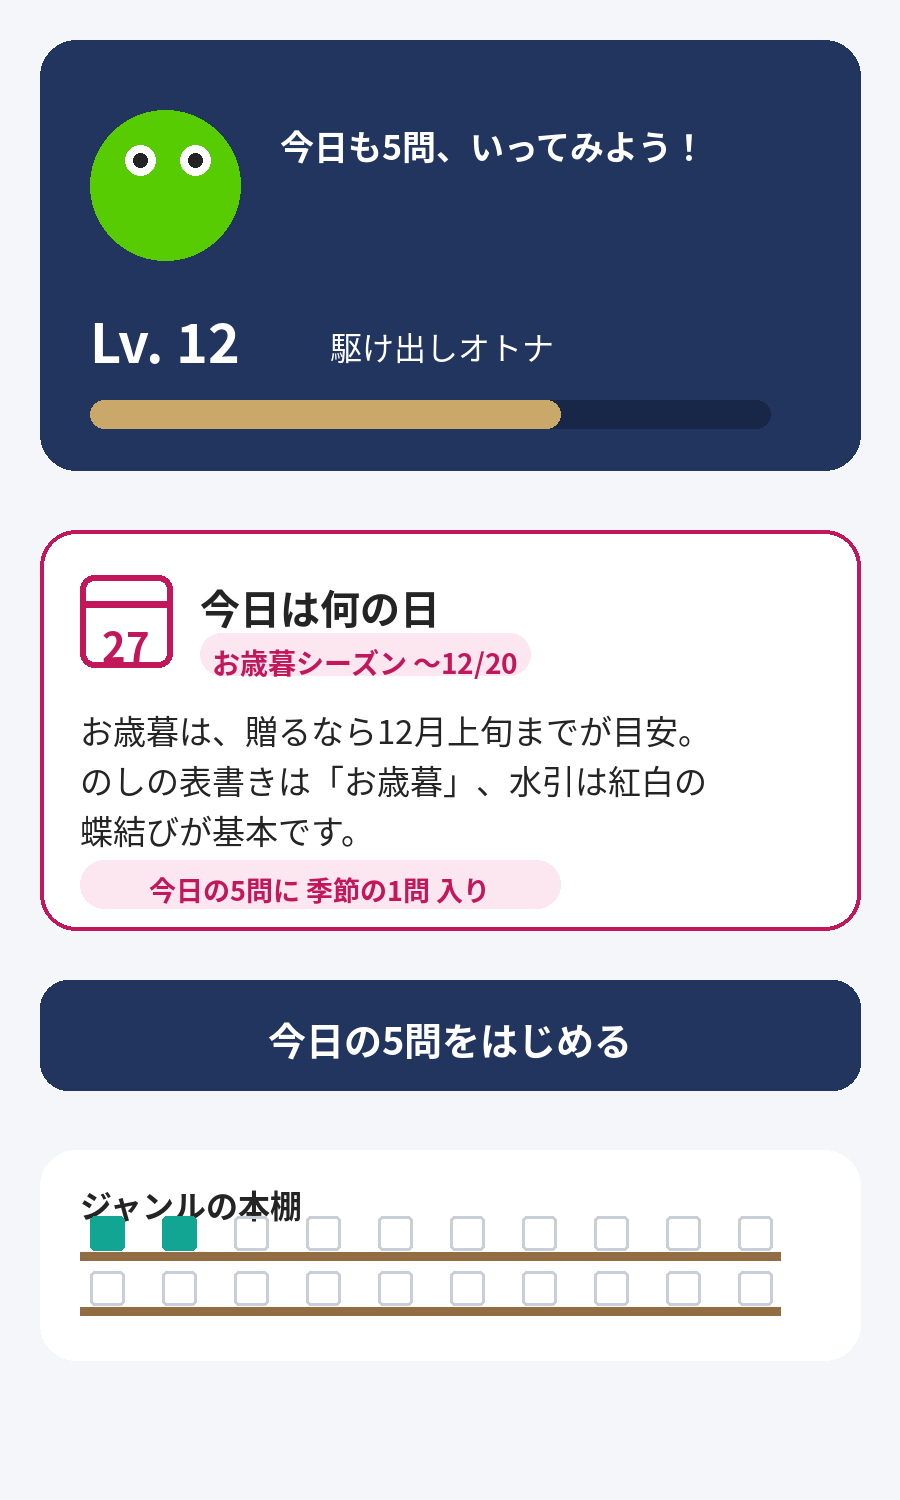 今日も5問、いってみよう！
Lv. 12
駆け出しオトナ
27
今日は何の日
お歳暮シーズン 〜12/20
お歳暮は、贈るなら12月上旬までが目安。
のしの表書きは「お歳暮」、水引は紅白の
蝶結びが基本です。
今日の5問に 季節の1問 入り
今日の5問をはじめる
ジャンルの本棚